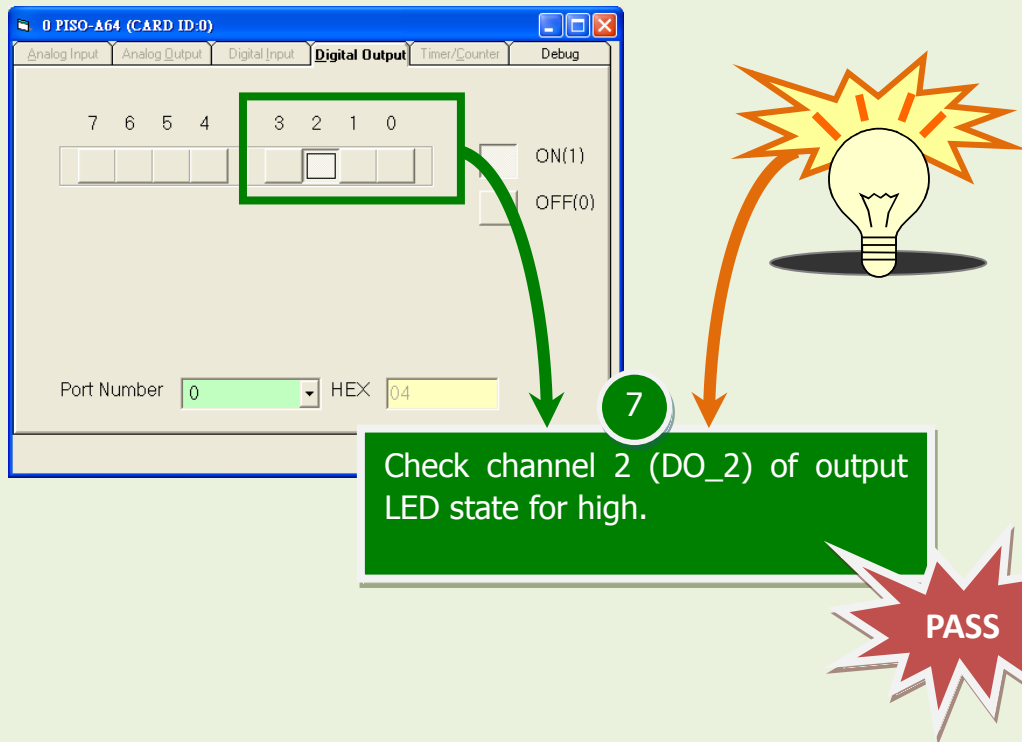 0 PISO-A64 (CARD ID:0)
Analog Input Analog Output Digital Input Digital Output Timer/Counter Debug
7 6 5 4 3 2 1 0
ON(1)
OFF(0)
Port Number 0 HEX 04
7
Check channel 2 (DO_2) of output
LED state for high.
PASS